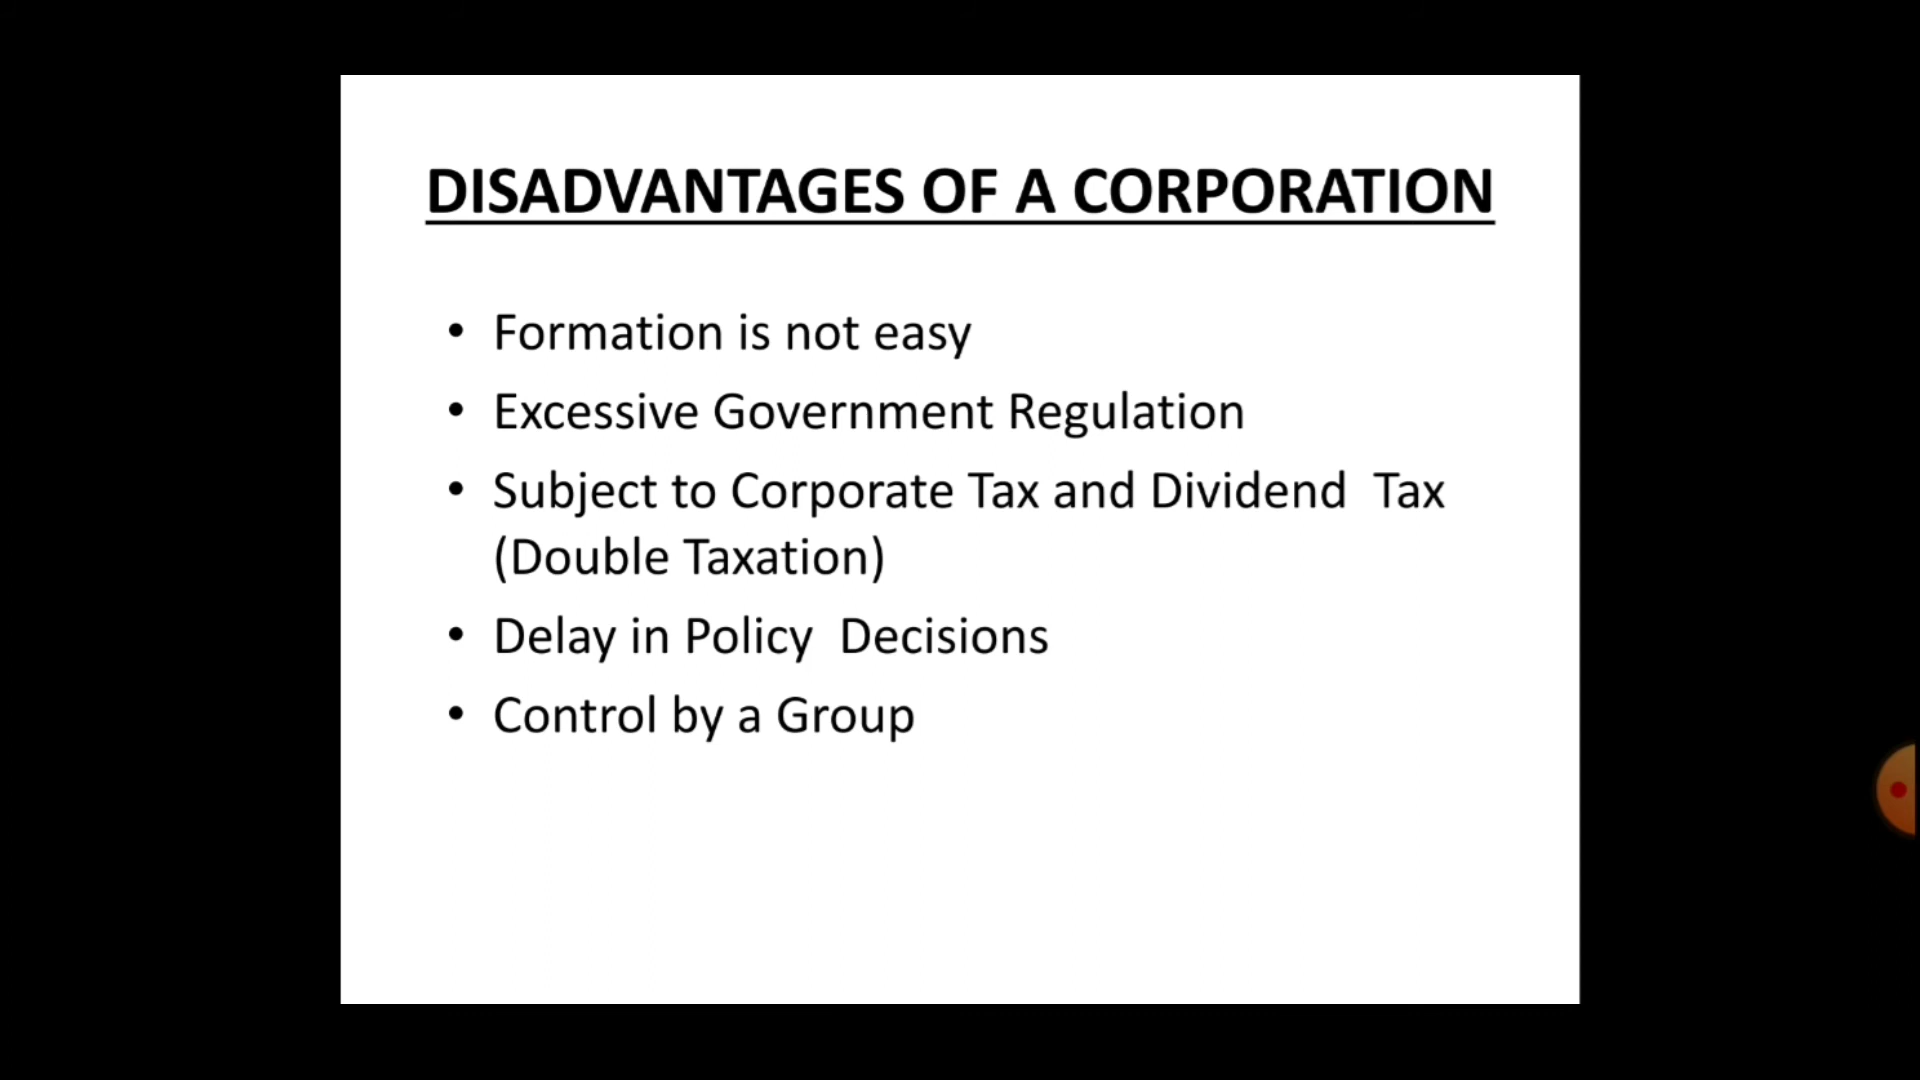 DISADVANTAGES OF A CORPORATION
• Formation is not easy
• Excessive Government Regulation
• Subject to Corporate Tax and Dividend  Tax
(Double Taxation)
• Delay in Policy  Decisions
• Control by a Group